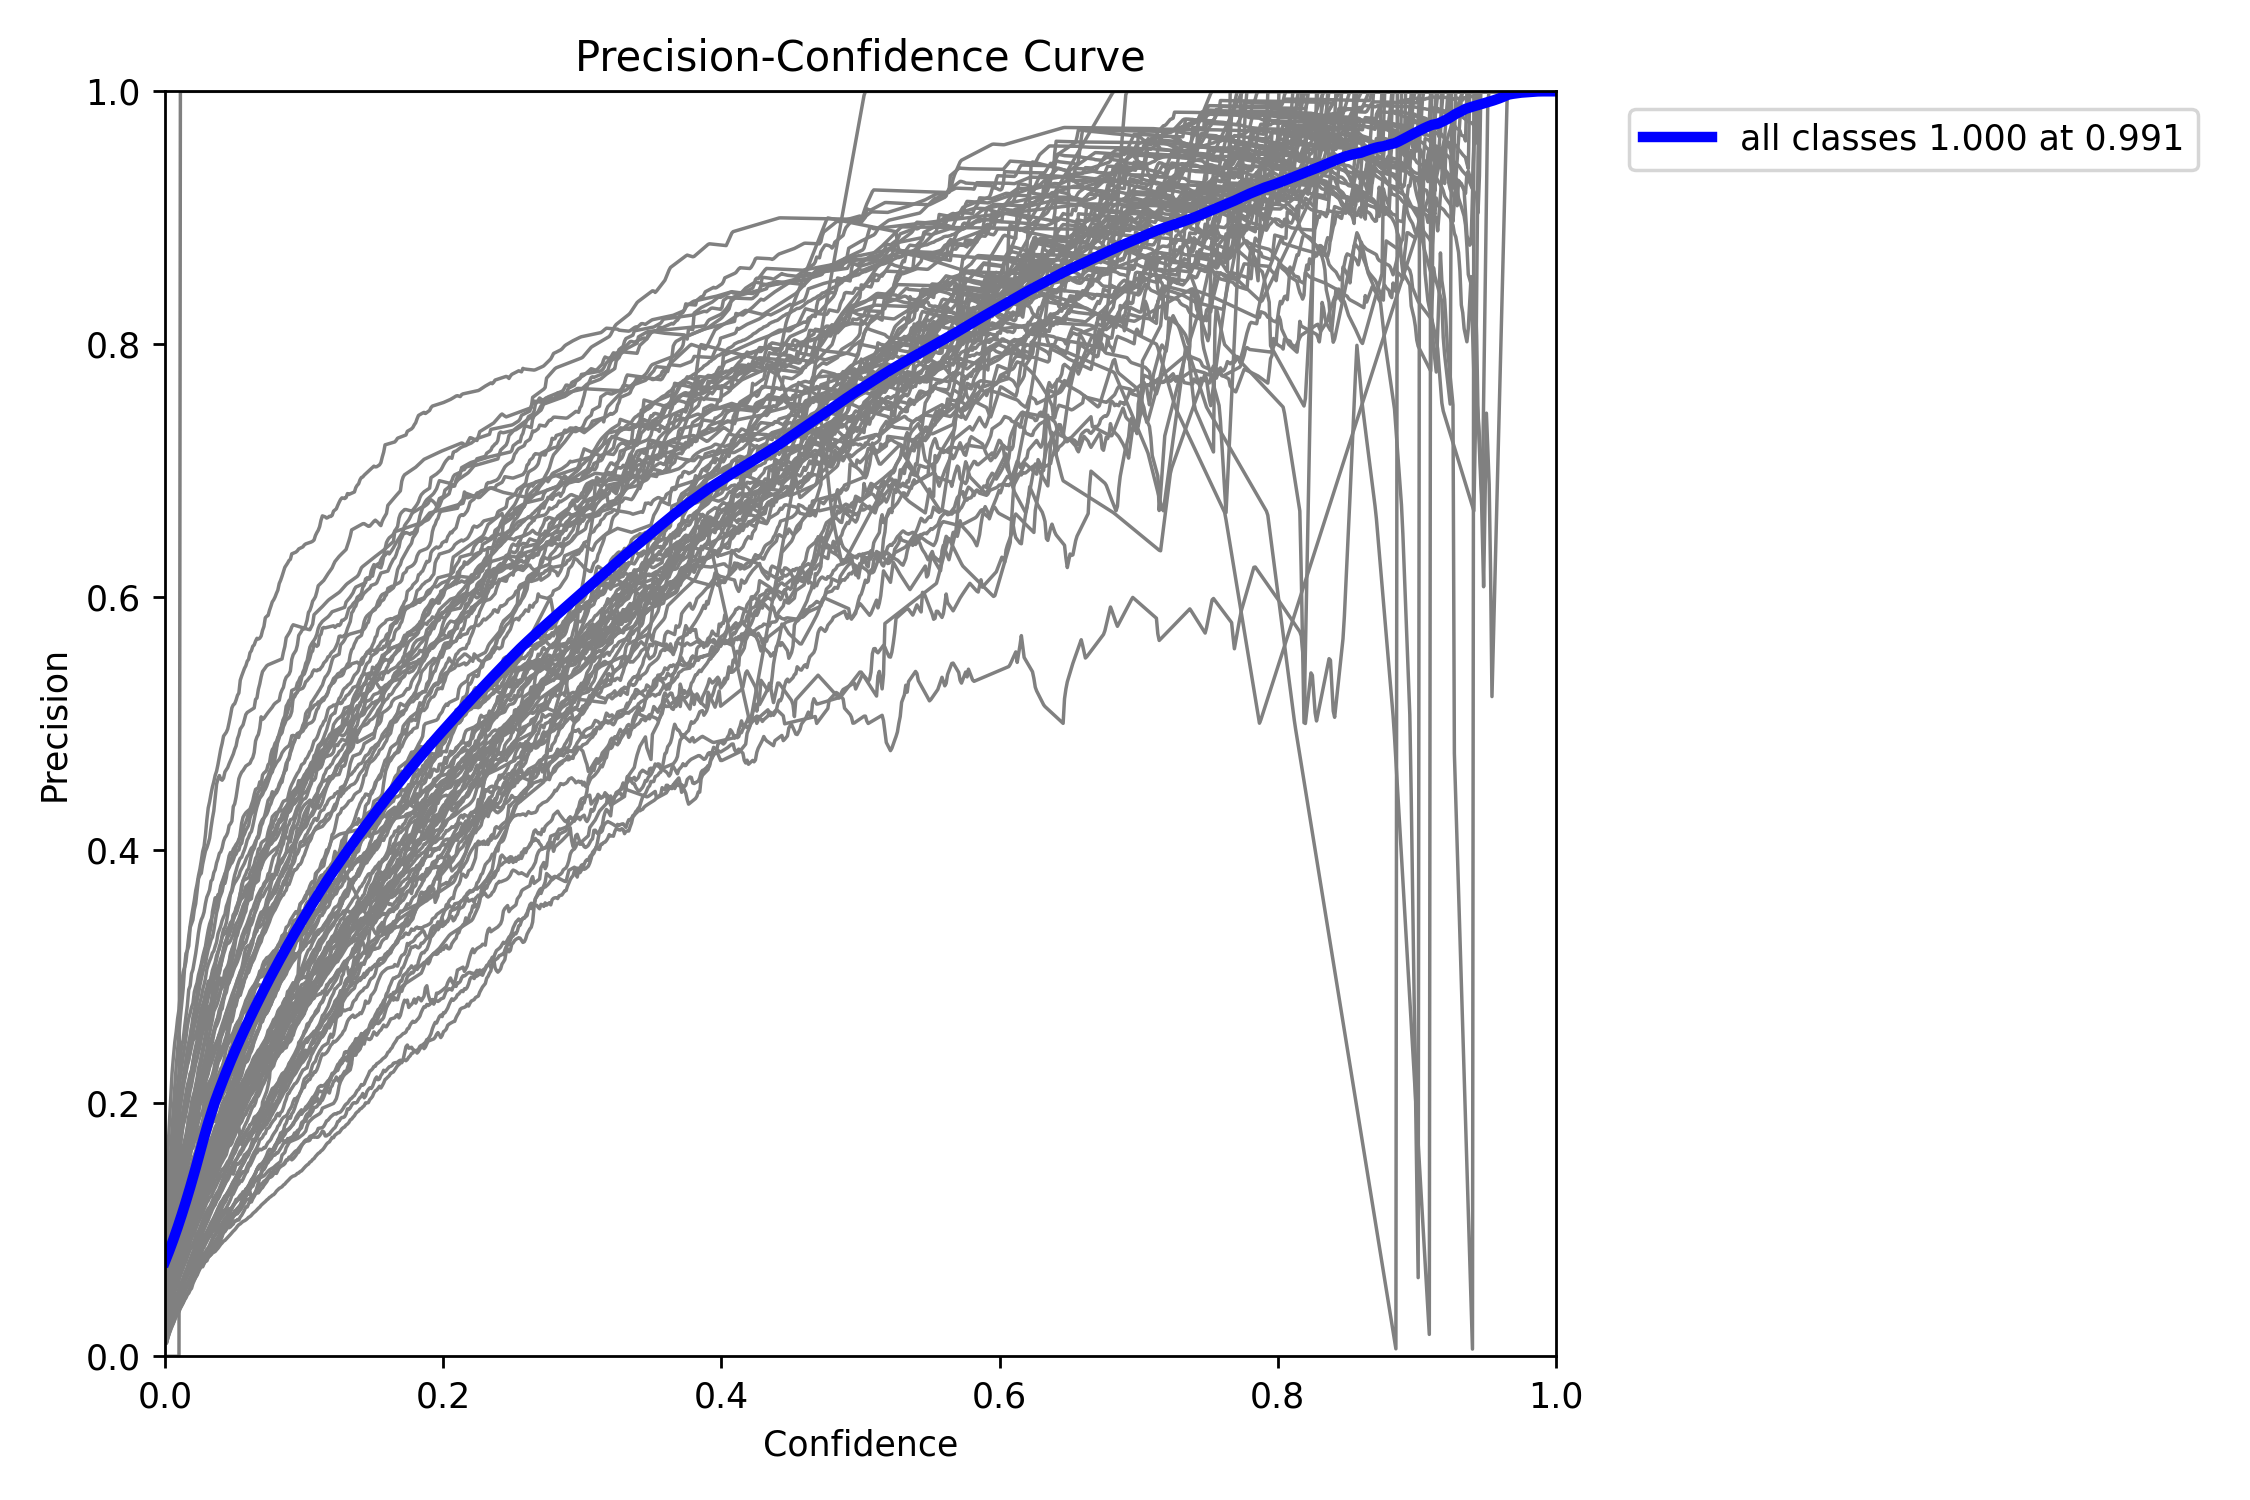 Precision-Confidence Curve
all classes 1.000 at 0.991
Precision
1.0
0.8
0.6
0.4
0.2
0.0
0.0 0.2 0.4 0.6 0.8 1.0
Confidence